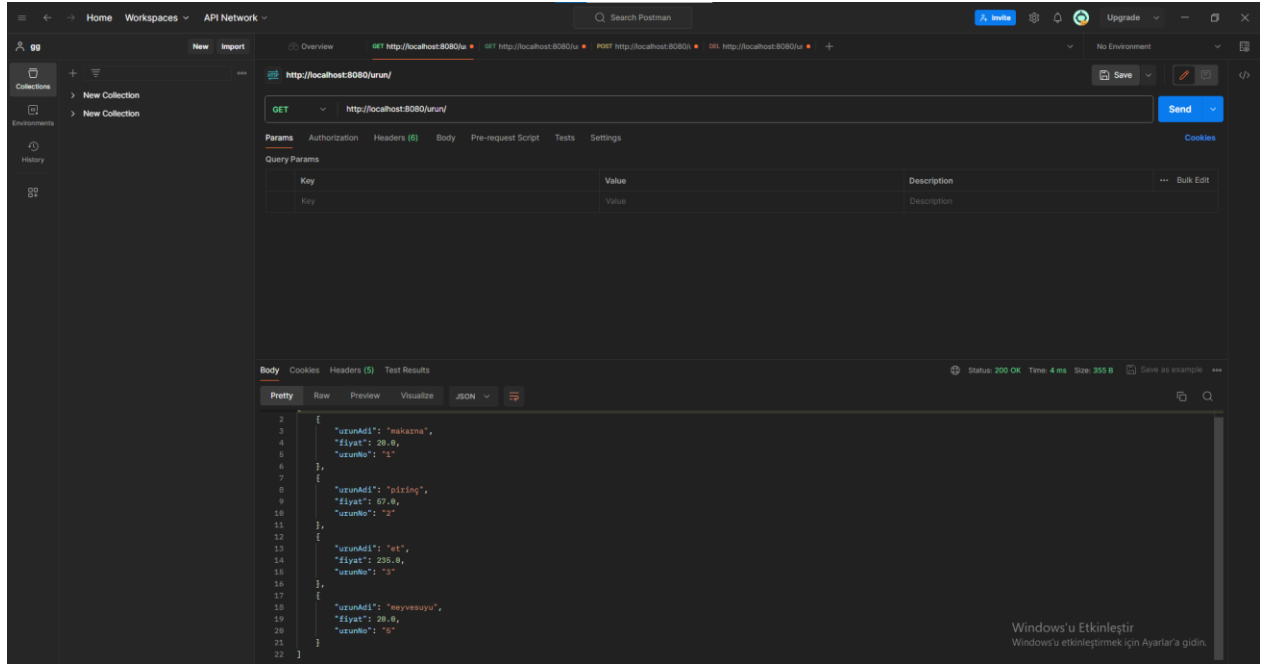 Home Workspaces API Network Search Postman Invite Upgrade
gg New Import Overview GET http://localhost:8080/ur GET http://localhost:8080/ur POST http://localhost:8080/ DEL http://localhost:8080/ur No Environment
Collections
New Collection
New Collection
Environments
History
HTTP http://localhost:8080/urun/ Save
GET http://localhost:8080/urun/ Send
Params Authorization Headers (6) Body Pre-request Script Tests Settings Cookies
Query Params
Key Value Description Bulk Edit
Key Value Description
Body Cookies Headers (5) Test Results Status: 200 OK Time: 4 ms Size: 355 B Save as example
Pretty Raw Preview Visualize JSON
2 {
3 "urunAdi": "makarna",
4 "fiyat": 20.0,
5 "urunNo": "1"
6 },
7 {
8 "urunAdi": "pirinç",
9 "fiyat": 67.0,
10 "urunNo": "2"
11 },
12 {
13 "urunAdi": "et",
14 "fiyat": 235.0,
15 "urunNo": "3"
16 },
17 {
18 "urunAdi": "meyvesuyu",
19 "fiyat": 20.0,
20 "urunNo": "5"
21 }
22 ]
Windows'u Etkinleştir
Windows'u etkinleştirmek için Ayarlar'a gidin.